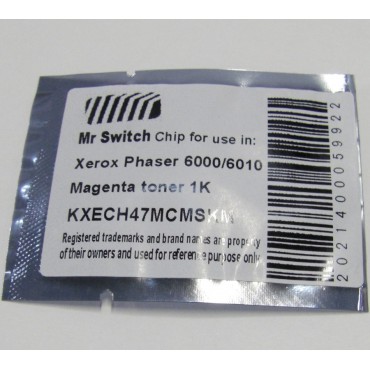 Mr Switch Chip for use in:
Xerox Phaser 6000/6010
Magenta toner 1K
KXECH47MCMSKM
Registered trademarks and brand names are property
of their owners and used for reference purpose only
2021400059922